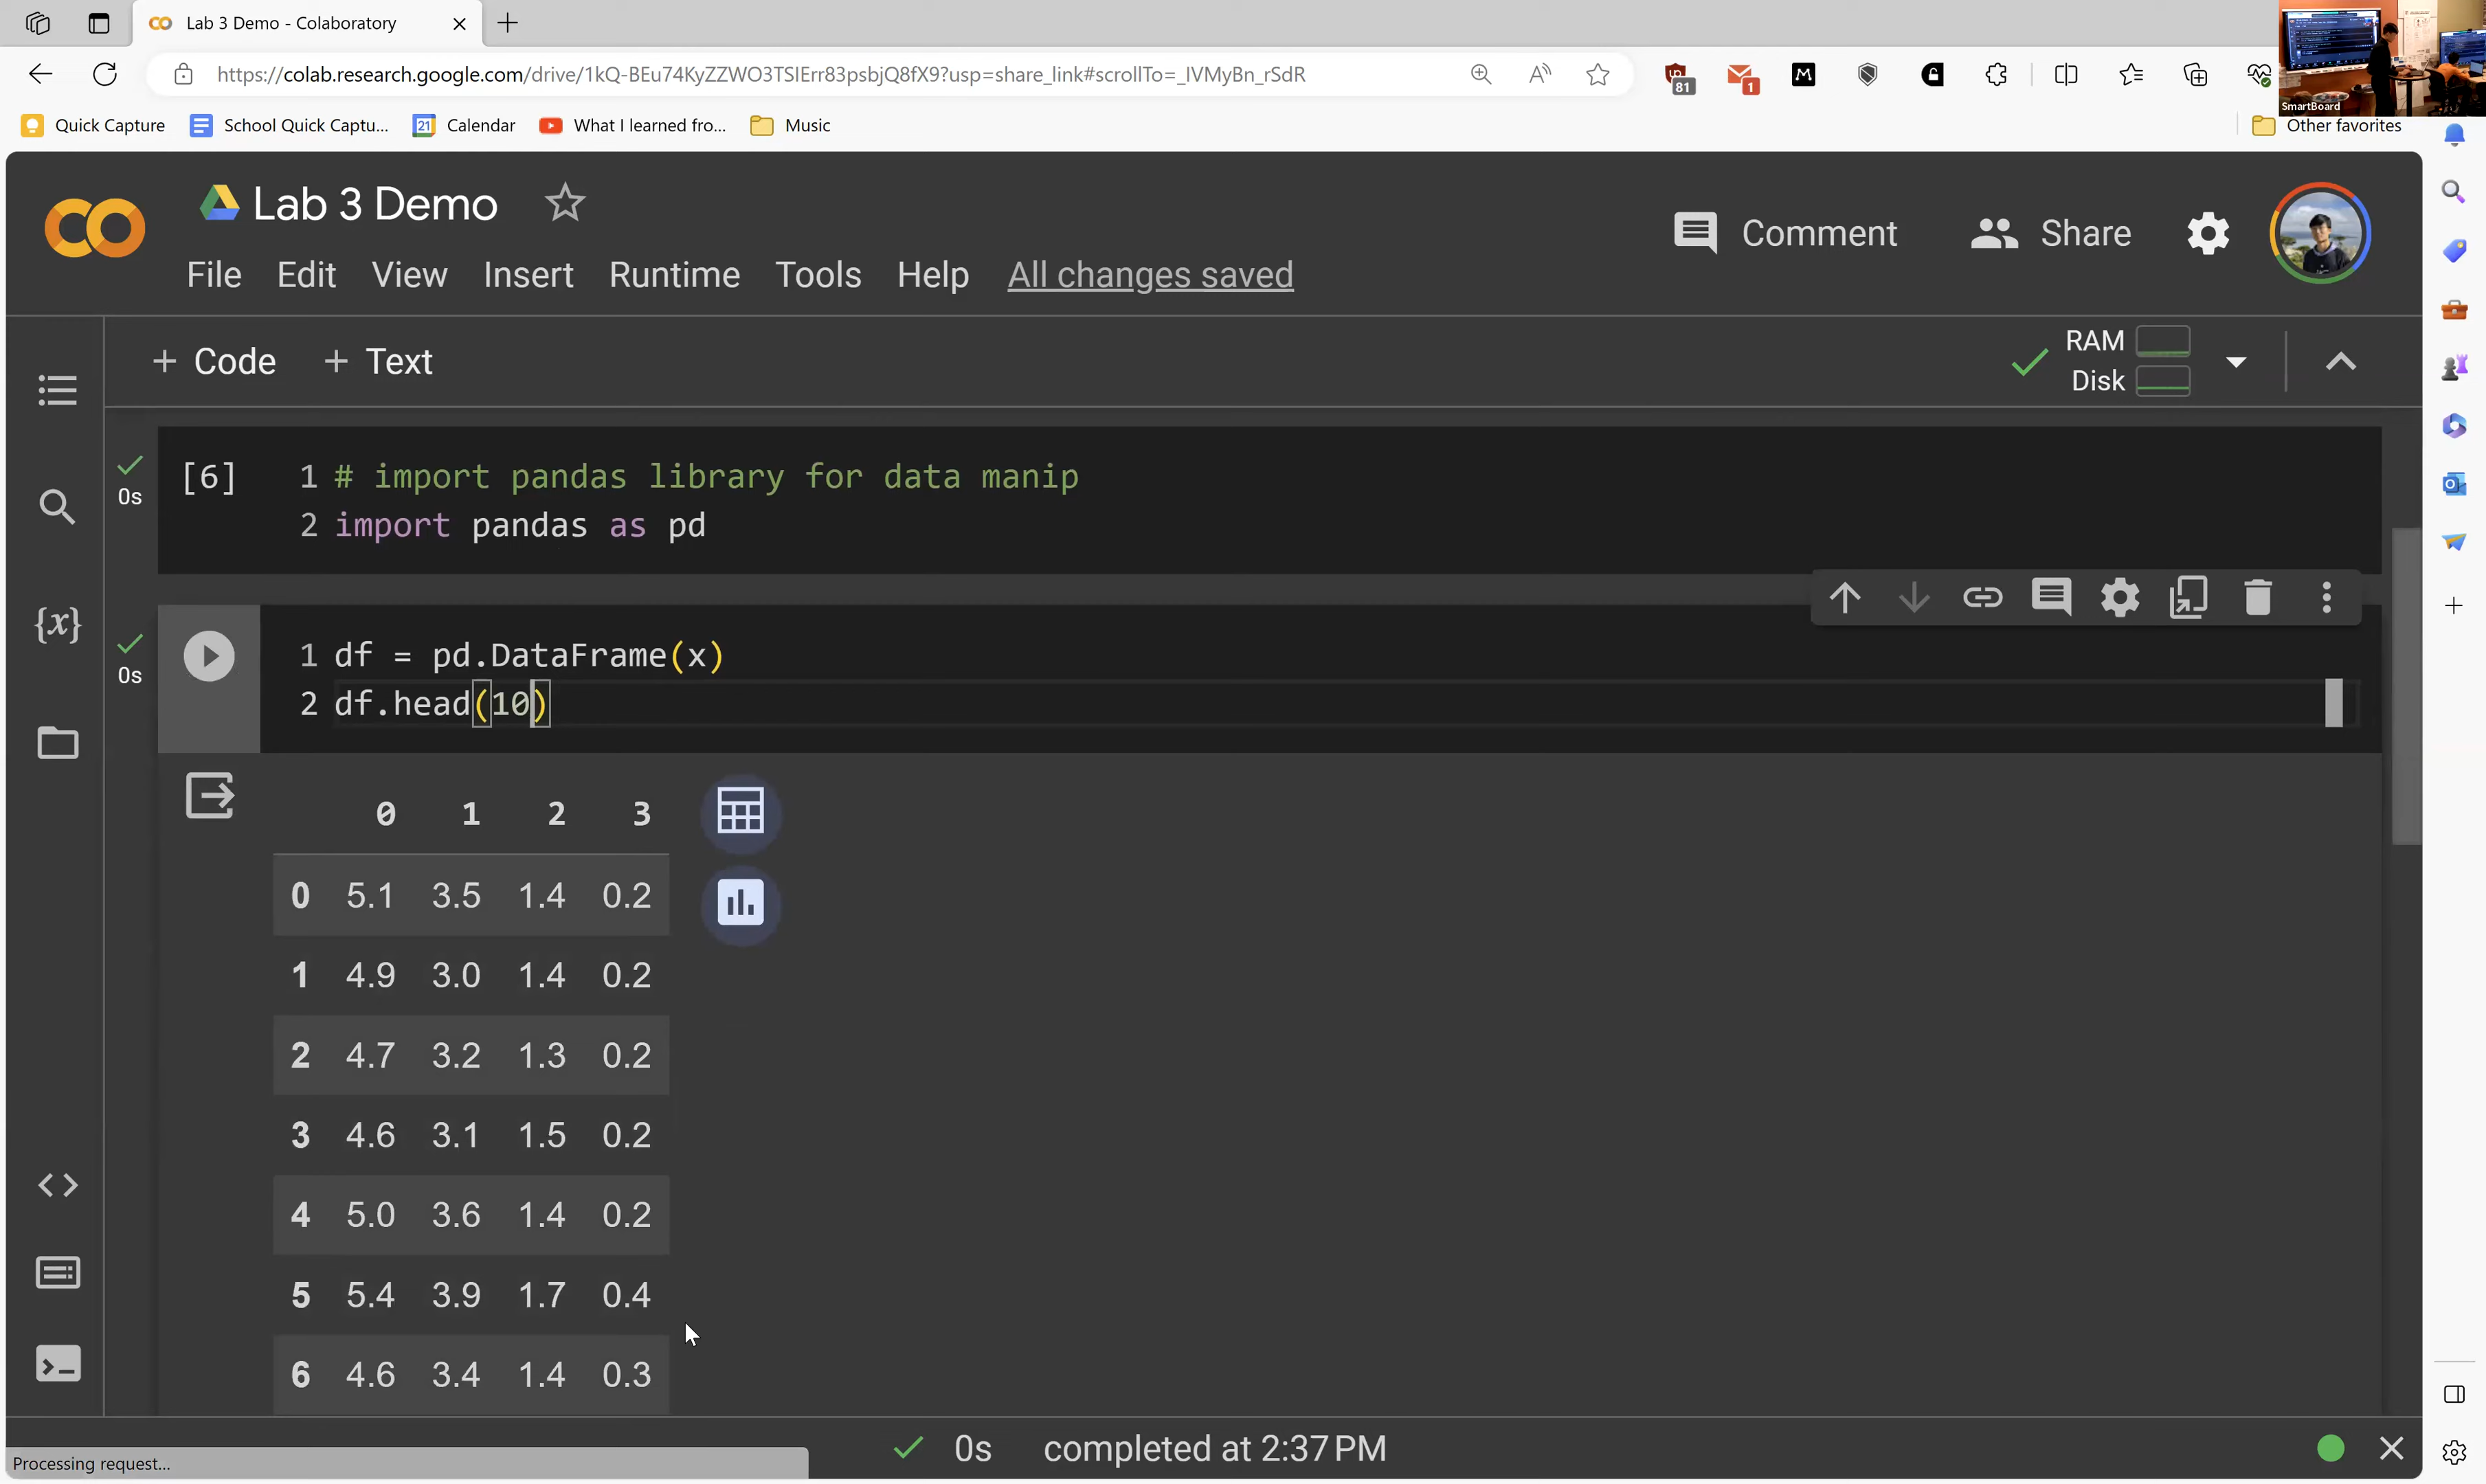 Lab 3 Demo - Colaboratory
https://colab.research.google.com/drive/1kQ-BEu74KyZZWO3TSIErr83psbjQ8fX9?usp=share_link#scrollTo=_lVMyBn_rSdR
81
1
SmartBoard
Quick Capture
School Quick Captu...
21
Calendar
What I learned fro...
Music
Other favorites
Lab 3 Demo
Comment
Share
File Edit View Insert Runtime Tools Help All changes saved
+ Code + Text
RAM
Disk
[6] 1 # import pandas library for data manip
0s
2 import pandas as pd
1 df = pd.DataFrame(x)
0s
2 df.head(10)
0 1 2 3
0 5.1 3.5 1.4 0.2
1 4.9 3.0 1.4 0.2
2 4.7 3.2 1.3 0.2
3 4.6 3.1 1.5 0.2
4 5.0 3.6 1.4 0.2
5 5.4 3.9 1.7 0.4
6 4.6 3.4 1.4 0.3
0s completed at 2:37 PM
Processing request...